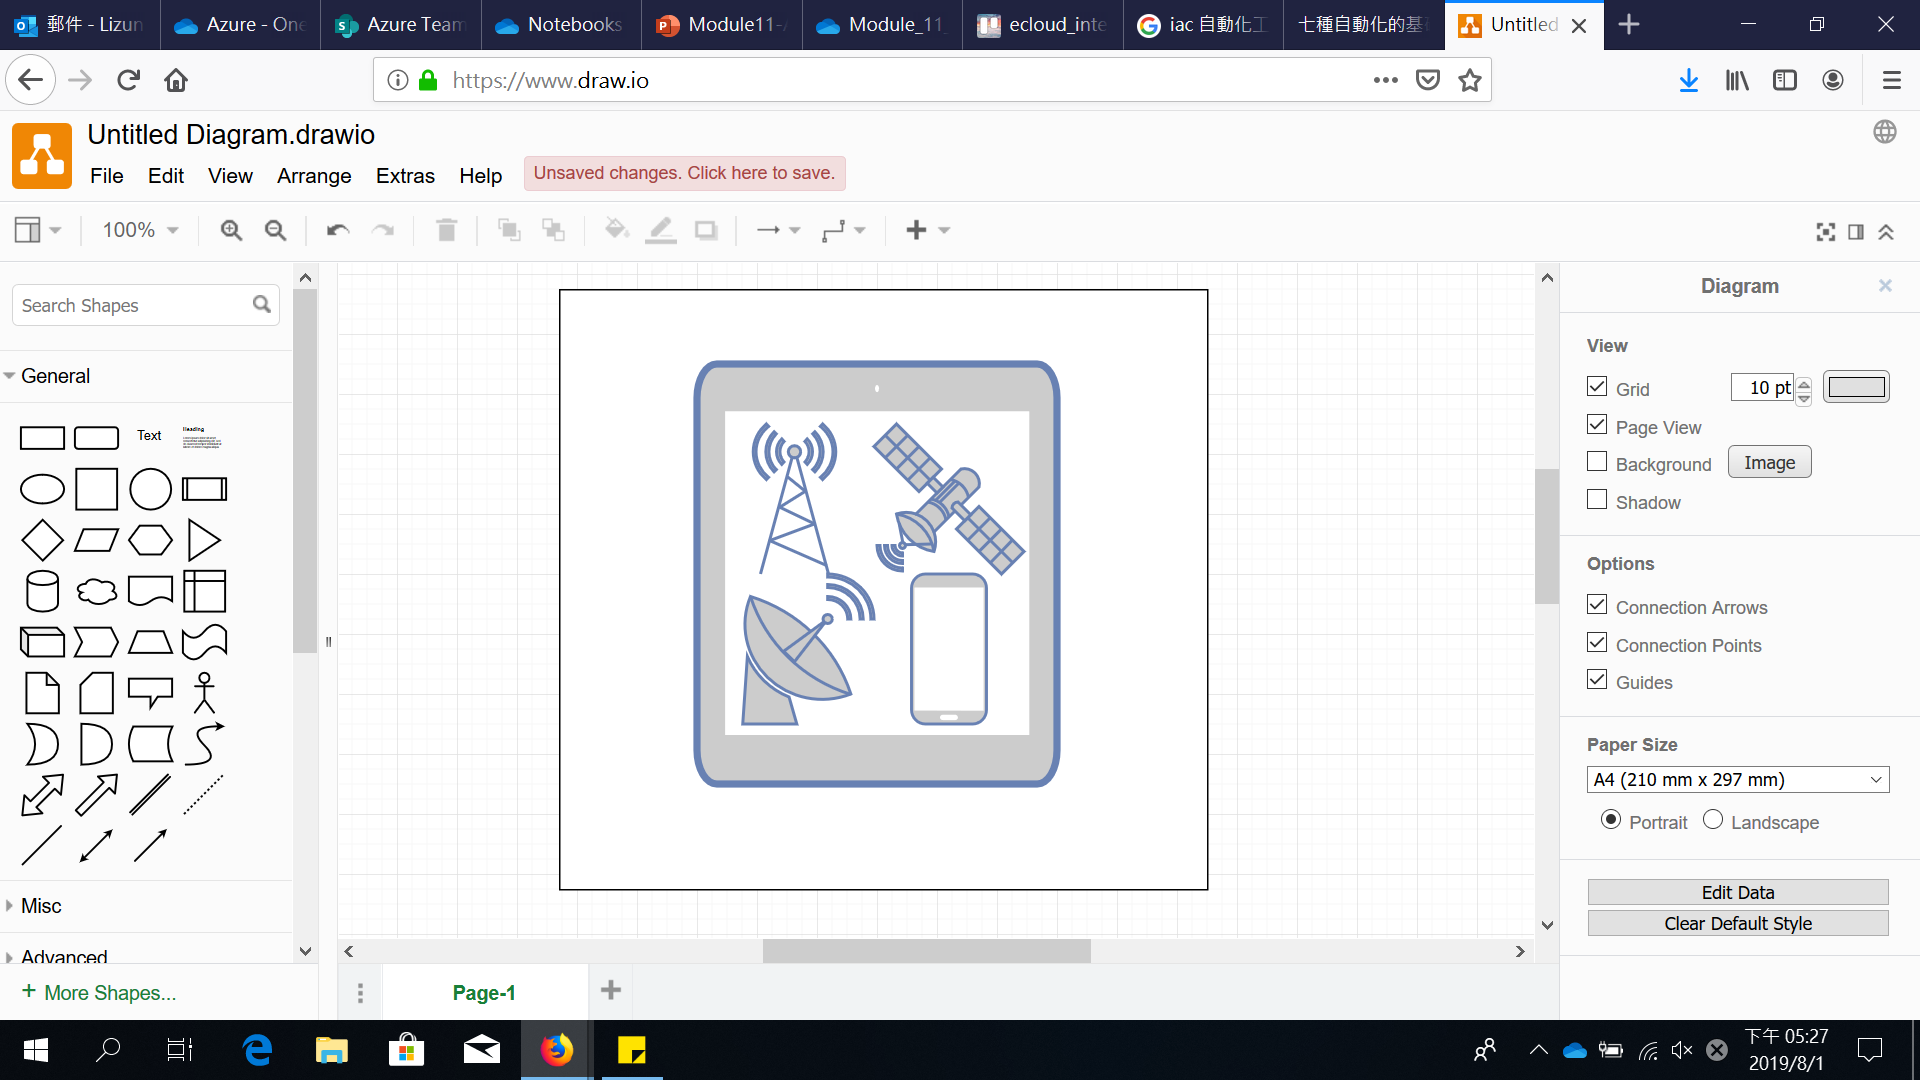 郵件 - Lizun
Azure - One
Azure Team
Notebooks
Module11-
Module_11_
ecloud_inte
iac 自動化工
七種自動化的基
Untitled
https://www.draw.io
Untitled Diagram.drawio
File Edit View Arrange Extras Help Unsaved changes. Click here to save.
100%
Search Shapes
General
Text
Heading
Misc
Advanced
+ More Shapes...
Page-1
Diagram
View
Grid 10 pt
Page View
Background Image
Shadow
Options
Connection Arrows
Connection Points
Guides
Paper Size
A4 (210 mm x 297 mm)
Portrait Landscape
Edit Data
Clear Default Style
下午 05:27
2019/8/1